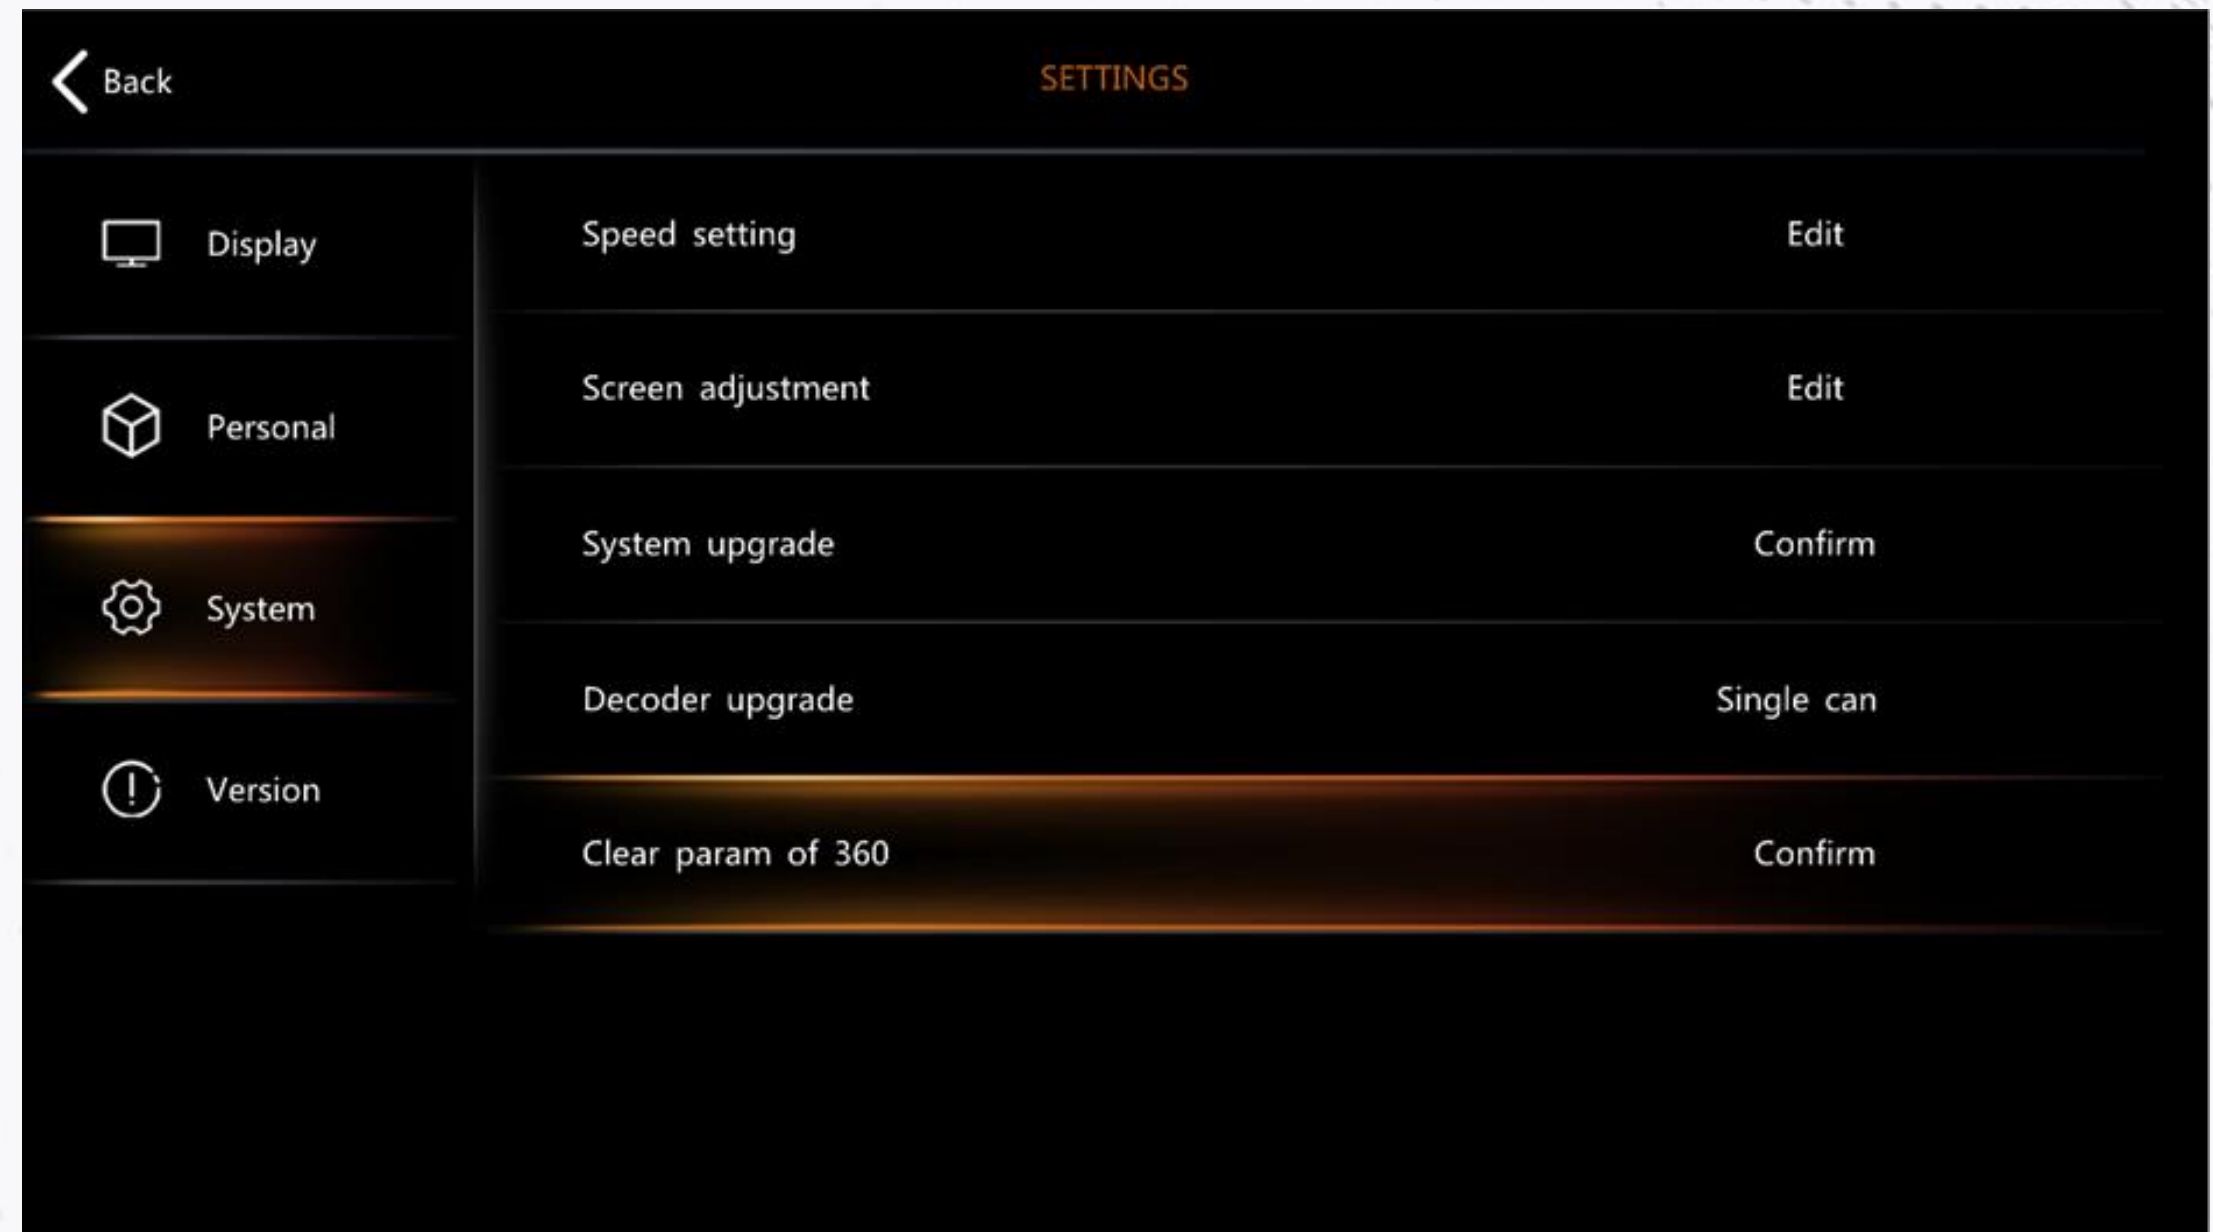 Back
SETTINGS
Display
Personal
System
Version
Speed setting Edit
Screen adjustment Edit
System upgrade Confirm
Decoder upgrade Single can
Clear param of 360 Confirm